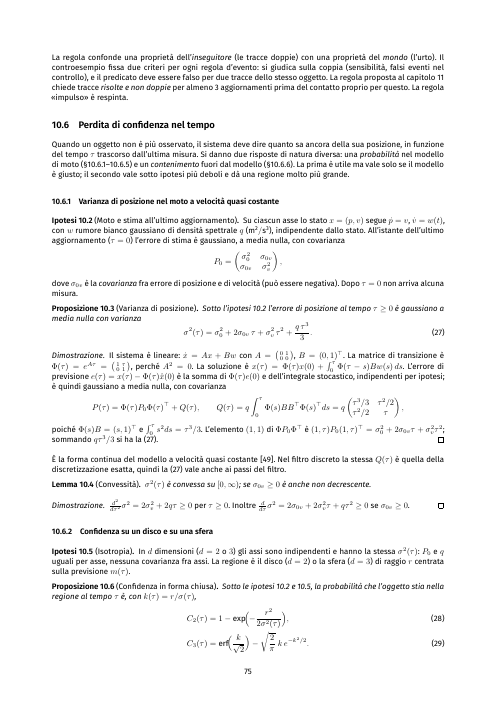 La regola confonde una proprietà dell'inseguitore (le tracce doppie) con una proprietà del mondo (l'urto). Il
controesempio fissa due criteri per ogni regola d'evento: si giudica sulla coppia (sensibilità, falsi eventi nel
controllo), e il predicato deve essere falso per due tracce dello stesso oggetto. La regola proposta al capitolo 11
chiede tracce risolte e non doppie per almeno 3 aggiornamenti prima del contatto proprio per questo. La regola
«impulso» è respinta.
10.6 Perdita di confidenza nel tempo
Quando un oggetto non è più osservato, il sistema deve dire quanto sa ancora della sua posizione, in funzione
del tempo τ trascorso dall'ultima misura. Si danno due risposte di natura diversa: una probabilità nel modello
di moto (§10.6.1–10.6.5) e un contenimento fuori dal modello (§10.6.6). La prima è utile ma vale solo se il modello
è giusto; il secondo vale sotto ipotesi più deboli e dà una regione molto più grande.
10.6.1 Varianza di posizione nel moto a velocità quasi costante
Ipotesi 10.2 (Moto e stima all'ultimo aggiornamento). Su ciascun asse lo stato x = (p, v) segue ṗ = v, v̇ = w(t),
con w rumore bianco gaussiano di densità spettrale q (m²/s³), indipendente dallo stato. All'istante dell'ultimo
aggiornamento (τ = 0) l'errore di stima è gaussiano, a media nulla, con covarianza
P₀ = (σ₀² σ₀ᵥ; σ₀ᵥ σᵥ²),
dove σ₀ᵥ è la covarianza fra errore di posizione e di velocità (può essere negativa). Dopo τ = 0 non arriva alcuna
misura.
Proposizione 10.3 (Varianza di posizione). Sotto l'ipotesi 10.2 l'errore di posizione al tempo τ ≥ 0 è gaussiano a
media nulla con varianza
σ²(τ) = σ₀² + 2σ₀ᵥ τ + σᵥ² τ² + q τ³/3. (27)
Dimostrazione. Il sistema è lineare: ẋ = Ax + Bw con A = (0 1; 0 0), B = (0, 1)^⊤. La matrice di transizione è
Φ(τ) = e^{Aτ} = (1 τ; 0 1), perché A² = 0. La soluzione è x(τ) = Φ(τ)x(0) + ∫₀^τ Φ(τ − s)Bw(s) ds. L'errore di
previsione e(τ) = x(τ) − Φ(τ)x̂(0) è la somma di Φ(τ)e(0) e dell'integrale stocastico, indipendenti per ipotesi;
è quindi gaussiano a media nulla, con covarianza
P(τ) = Φ(τ)P₀Φ(τ)^⊤ + Q(τ), Q(τ) = q ∫₀^τ Φ(s)BB^⊤Φ(s)^⊤ds = q (τ³/3 τ²/2; τ²/2 τ),
poiché Φ(s)B = (s, 1)^⊤ e ∫₀^τ s²ds = τ³/3. L'elemento (1, 1) di ΦP₀Φ^⊤ è (1, τ)P₀(1, τ)^⊤ = σ₀² + 2σ₀ᵥτ + σᵥ²τ²;
sommando qτ³/3 si ha (27). □
È la forma continua del modello a velocità quasi costante [49]. Nel filtro discreto la stessa Q(τ) è quella della
discretizzazione esatta, quindi la (27) vale anche ai passi del filtro.
Lemma 10.4 (Convessità). σ²(τ) è convessa su [0, ∞); se σ₀ᵥ ≥ 0 è anche non decrescente.
Dimostrazione. d²/dτ² σ² = 2σᵥ² + 2qτ ≥ 0 per τ ≥ 0. Inoltre d/dτ σ² = 2σ₀ᵥ + 2σᵥ²τ + qτ² ≥ 0 se σ₀ᵥ ≥ 0. □
10.6.2 Confidenza su un disco e su una sfera
Ipotesi 10.5 (Isotropia). In d dimensioni (d = 2 o 3) gli assi sono indipendenti e hanno la stessa σ²(τ): P₀ e q
uguali per asse, nessuna covarianza fra assi. La regione è il disco (d = 2) o la sfera (d = 3) di raggio r centrata
sulla previsione m(τ).
Proposizione 10.6 (Confidenza in forma chiusa). Sotto le ipotesi 10.2 e 10.5, la probabilità che l'oggetto stia nella
regione al tempo τ è, con k(τ) = r/σ(τ),
C₂(τ) = 1 − exp(−r²/2σ²(τ)), (28)
C₃(τ) = erf(k/√2) − √(2/π) k e^{−k²/2}. (29)
75